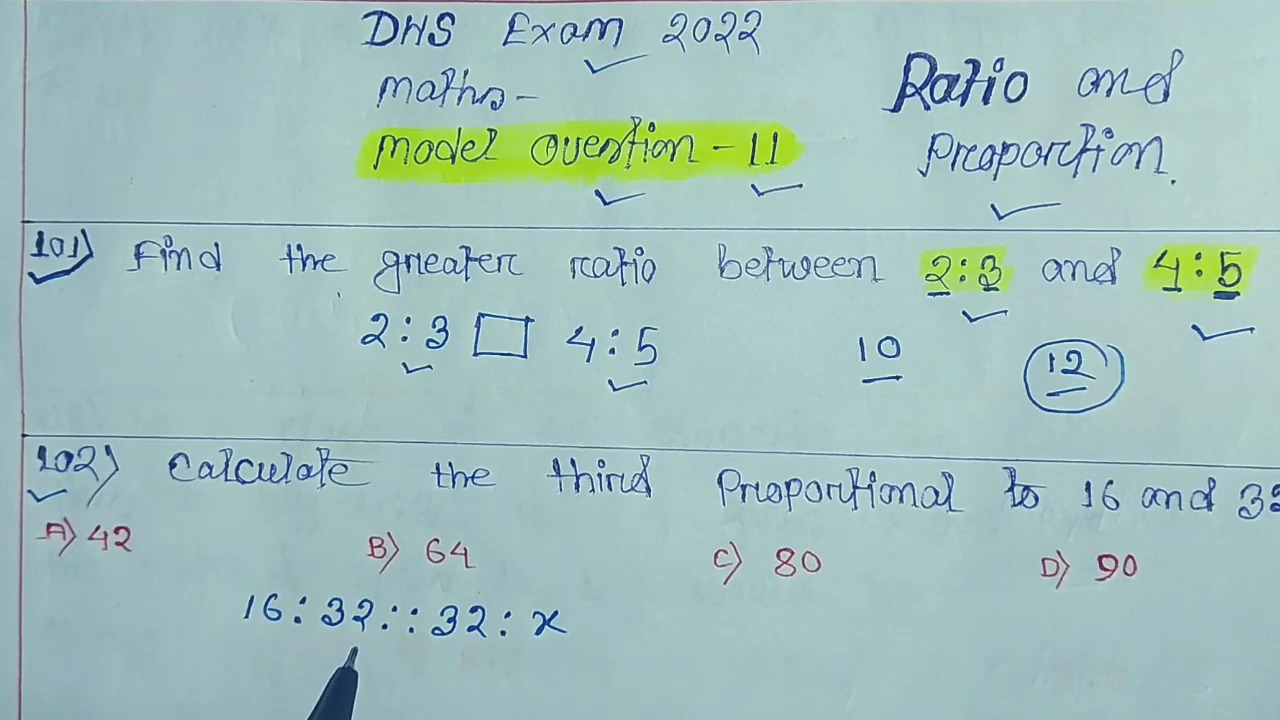 DHS Exam 2022
Maths-
Model Question - 11
Ratio and
Proportion.
101) Find the greater ratio between 2:3 and 4:5
2:3 □ 4:5
10
12
102) Calculate the third Proportional to 16 and 32
A) 42
B) 64
C) 80
D) 90
16:32::32:x